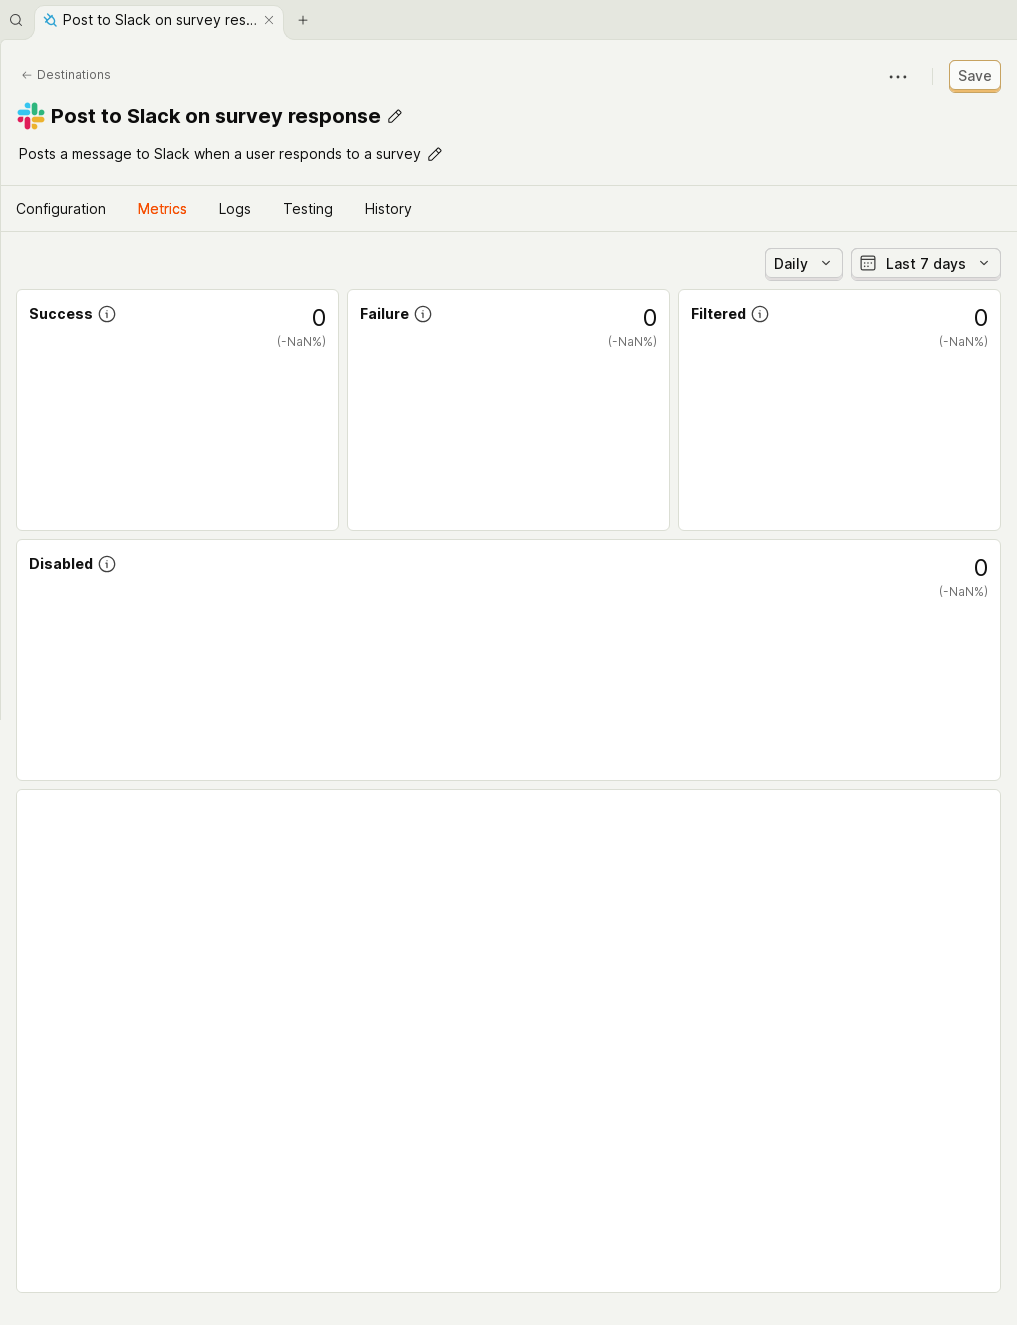 Post to Slack on survey res...
Destinations
Save
Post to Slack on survey response
Posts a message to Slack when a user responds to a survey
Configuration Metrics Logs Testing History
Daily Last 7 days
Success 0 Failure 0 Filtered 0
(-NaN%) (-NaN%) (-NaN%)
Disabled 0
(-NaN%)